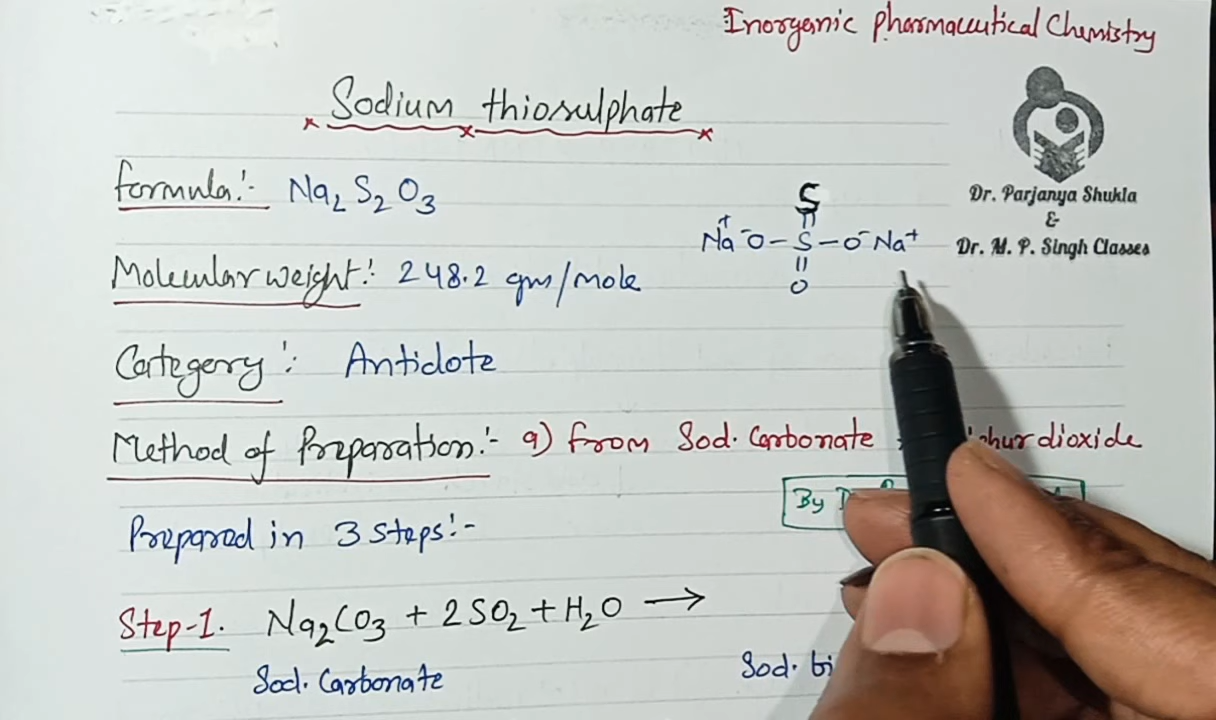 Inorganic Pharmaceutical Chemistry
Sodium thiosulphate
Dr. Parjanya Shukla
&
Dr. M. P. Singh Classes
formula:- Na₂S₂O₃
S
Na⁺ ⁻O-S-O⁻ Na⁺
O
Molecular weight: 248.2 gm/mole
Category: Antidote
Method of Preparation:- a) from Sod. Carbonate
By
Prepared in 3 steps:-
Step-1. Na₂CO₃ + 2SO₂ + H₂O →
Sod. Carbonate Sod.